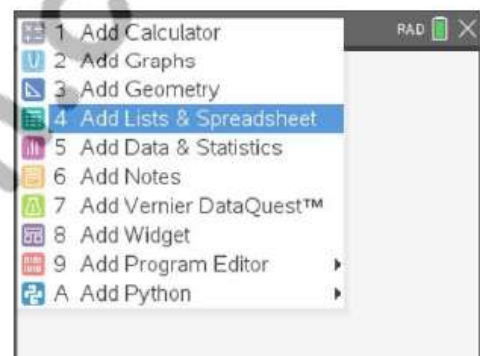 RAD
1 Add Calculator
2 Add Graphs
3 Add Geometry
4 Add Lists & Spreadsheet
5 Add Data & Statistics
6 Add Notes
7 Add Vernier DataQuest™
8 Add Widget
9 Add Program Editor
A Add Python